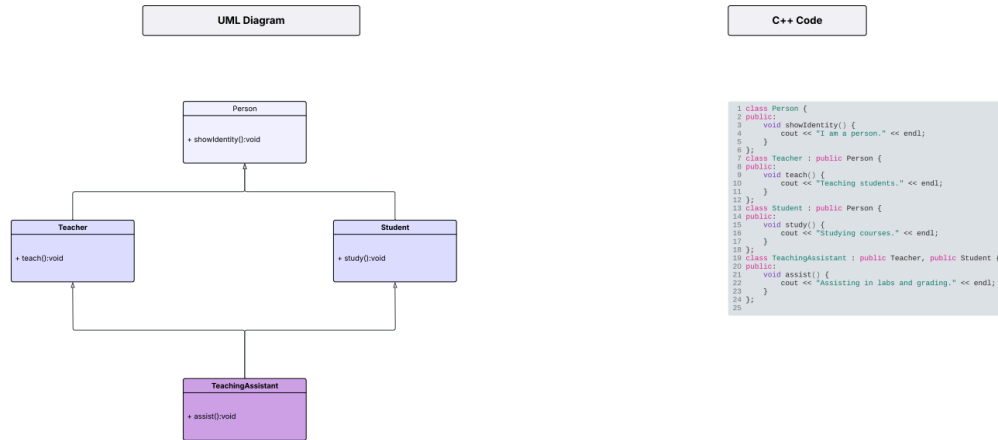 UML Diagram
C++ Code
Person
+ showIdentity():void
Teacher
+ teach():void
Student
+ study():void
TeachingAssistant
+ assist():void
1 class Person {
2 public:
3     void showIdentity() {
4         cout << "I am a person." << endl;
5     }
6 };
7 class Teacher : public Person {
8 public:
9     void teach() {
10         cout << "Teaching students." << endl;
11     }
12 };
13 class Student : public Person {
14 public:
15     void study() {
16         cout << "Studying courses." << endl;
17     }
18 };
19 class TeachingAssistant : public Teacher, public Student {
20 public:
21     void assist() {
22         cout << "Assisting in labs and grading." << endl;
23     }
24 };
25